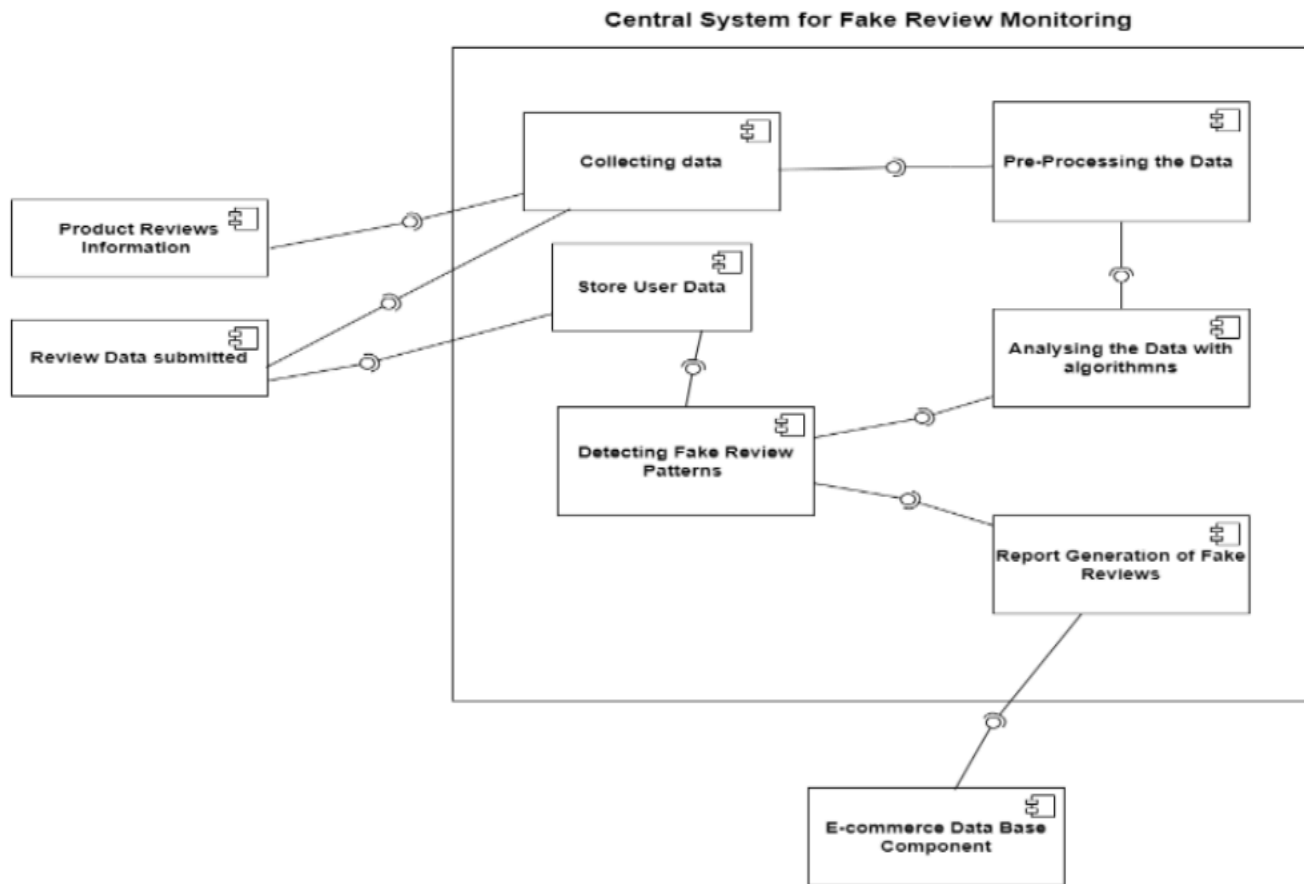 Central System for Fake Review Monitoring
Collecting data
Pre-Processing the Data
Product Reviews
Information
Store User Data
Review Data submitted
Analysing the Data with
algorithmns
Detecting Fake Review
Patterns
Report Generation of Fake
Reviews
E-commerce Data Base
Component